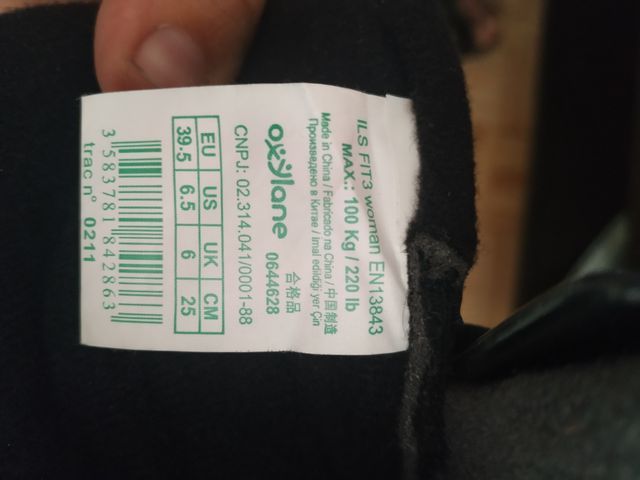 ILS FIT3 woman EN13843
MAX.: 100 Kg / 220 lb
Made in China / Fabricado na China / 中国制造
Произведено в Китае / imal edildiği yer Çin
oxylane 0644628 合格品
CNPJ: 02.314.041/0001-88
EU US UK CM
39.5 6.5 6 25
3 583781 842863
trac.n° 0211